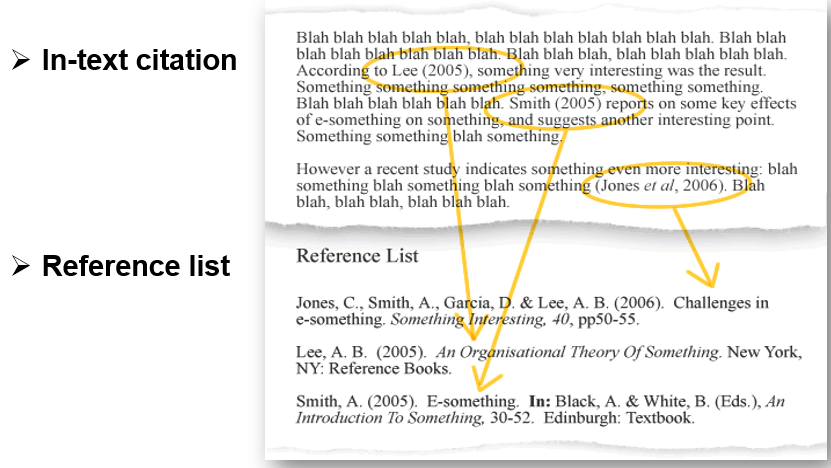 ➢ In-text citation
Blah blah blah blah blah, blah blah blah blah blah blah blah. Blah blah
blah blah blah blah blah blah. Blah blah blah, blah blah blah blah blah.
According to Lee (2005), something very interesting was the result.
Something something something something, something something.
Blah blah blah blah blah blah. Smith (2005) reports on some key effects
of e-something on something, and suggests another interesting point.
Something something blah something.
However a recent study indicates something even more interesting: blah
something blah something blah something (Jones et al, 2006). Blah
blah, blah blah, blah blah blah.
➢ Reference list
Reference List
Jones, C., Smith, A., Garcia, D. & Lee, A. B. (2006). Challenges in
e-something. Something Interesting, 40, pp50-55.
Lee, A. B. (2005). An Organisational Theory Of Something. New York,
NY: Reference Books.
Smith, A. (2005). E-something. In: Black, A. & White, B. (Eds.), An
Introduction To Something, 30-52. Edinburgh: Textbook.